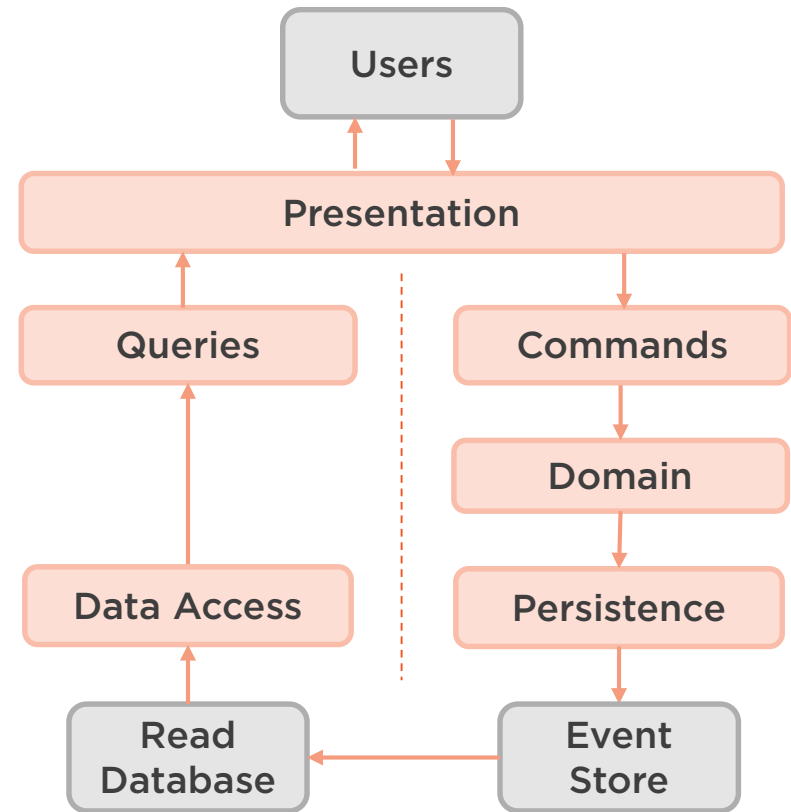 Users
Presentation
Queries
Commands
Domain
Data Access
Persistence
Read
Database
Event
Store